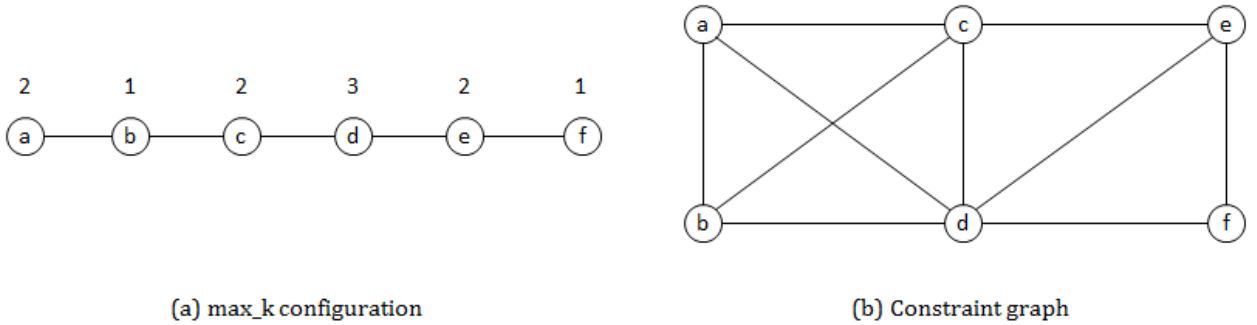 2 1 2 3 2 1
a b c d e f
(a) max_k configuration
a c e
b d f
(b) Constraint graph